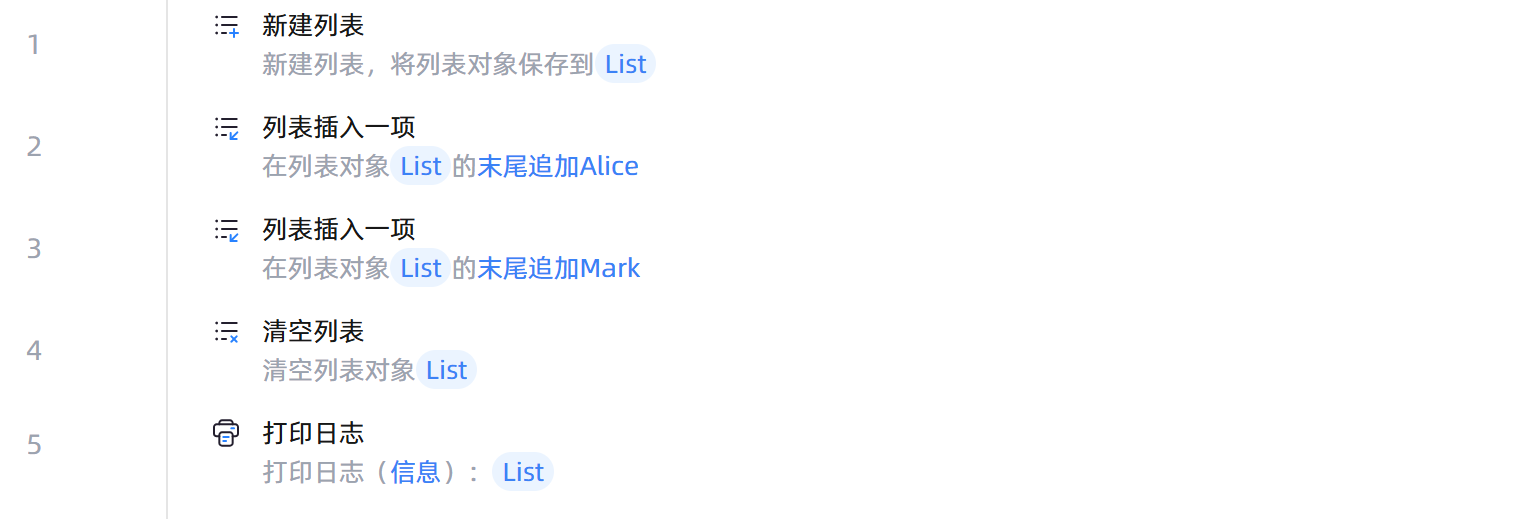 新建列表
1
新建列表，将列表对象保存到 List
列表插入一项
2
在列表对象 List 的末尾追加Alice
列表插入一项
3
在列表对象 List 的末尾追加Mark
清空列表
4
清空列表对象 List
打印日志
5
打印日志（信息）： List